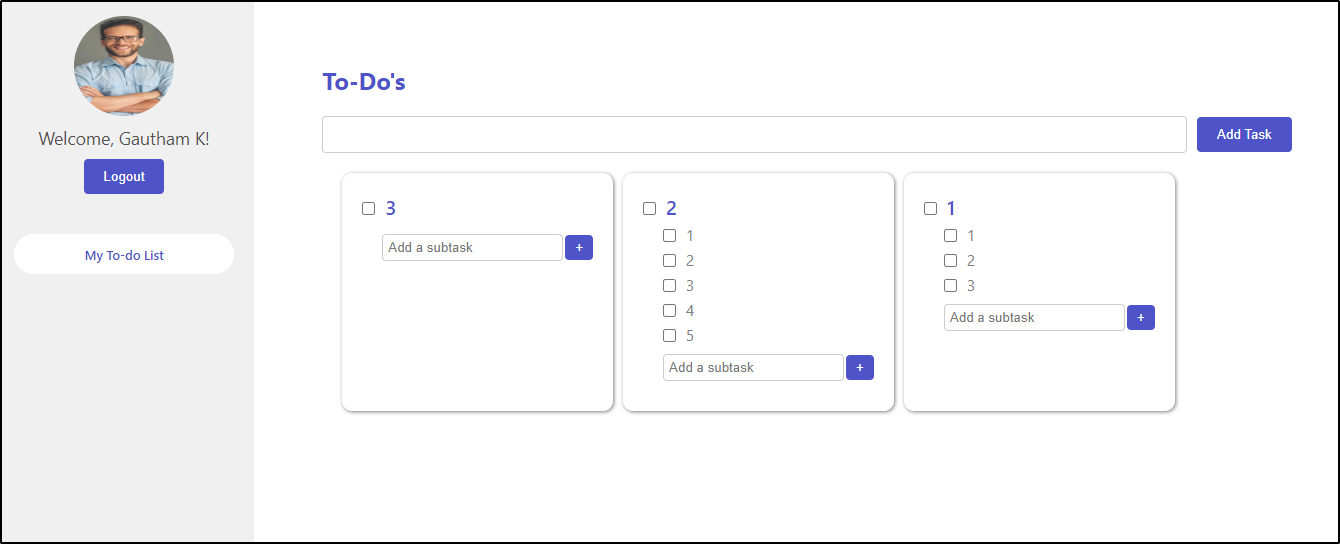 Welcome, Gautham K!
Logout
My To-do List
To-Do's
Add Task
3
Add a subtask +
2
1
2
3
4
5
Add a subtask +
1
1
2
3
Add a subtask +